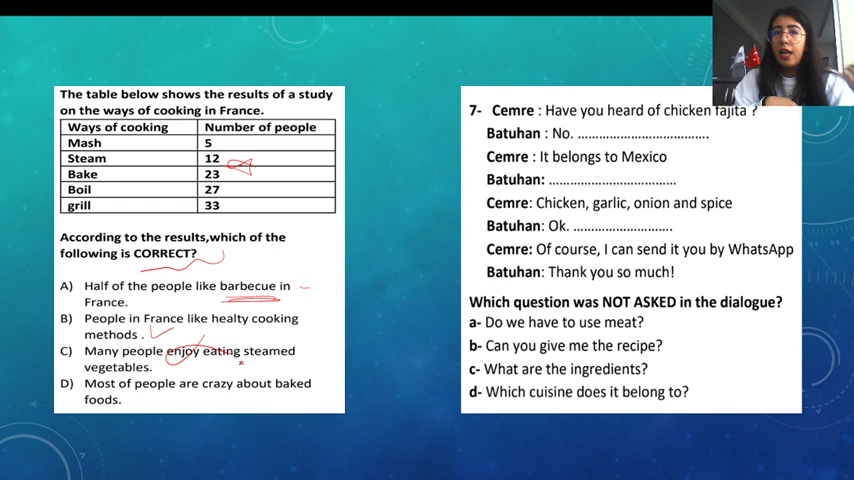 The table below shows the results of a study
on the ways of cooking in France.
Ways of cooking Number of people
Mash 5
Steam 12
Bake 23
Boil 27
grill 33
According to the results,which of the
following is CORRECT?
A) Half of the people like barbecue in
France.
B) People in France like healty cooking
methods .
C) Many people enjoy eating steamed
vegetables.
D) Most of people are crazy about baked
foods.
7- Cemre : Have you heard of chicken fajita ?
Batuhan : No. ……………………………….
Cemre : It belongs to Mexico
Batuhan: ………………………………
Cemre: Chicken, garlic, onion and spice
Batuhan: Ok. ……………………….
Cemre: Of course, I can send it you by WhatsApp
Batuhan: Thank you so much!
Which question was NOT ASKED in the dialogue?
a- Do we have to use meat?
b- Can you give me the recipe?
c- What are the ingredients?
d- Which cuisine does it belong to?